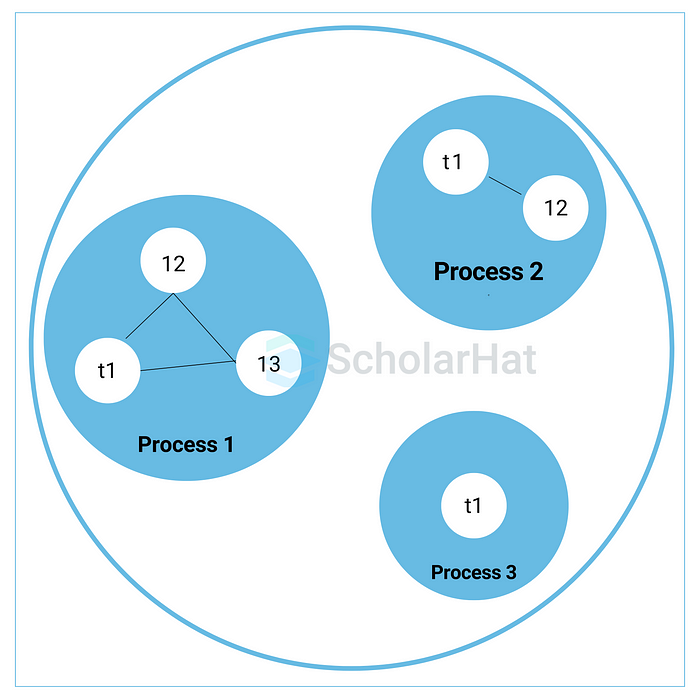 t1
12
Process 2
12
t1
13
Process 1
ScholarHat
t1
Process 3